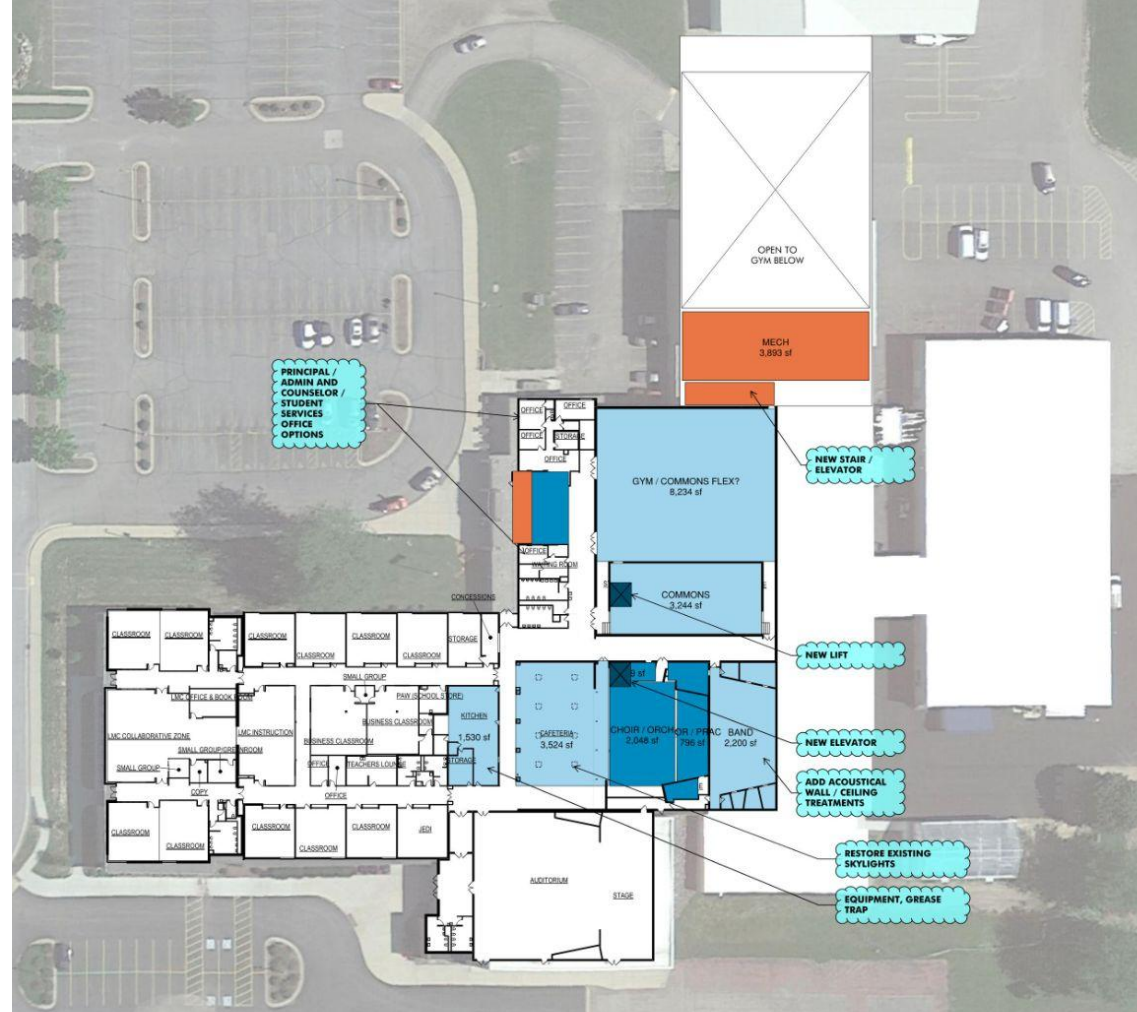 OPEN TO
GYM BELOW
MECH
3,893 sf
PRINCIPAL /
ADMIN AND
COUNSELOR /
STUDENT
SERVICES
OFFICE
OPTIONS
OFFICE
OFFICE
OFFICE
STORAGE
OFFICE
NEW STAIR /
ELEVATOR
GYM / COMMONS FLEX?
8,234 sf
OFFICE
WAITING ROOM
CONCESSIONS
COMMONS
3,244 sf
CLASSROOM
CLASSROOM
CLASSROOM
CLASSROOM
CLASSROOM
CLASSROOM
STORAGE
SMALL GROUP
NEW LIFT
LMC OFFICE & BOOK ROOM
PAW (SCHOOL STORE)
KITCHEN
1,530 sf
BUSINESS CLASSROOM
LMC COLLABORATIVE ZONE
LMC INSTRUCTION
BUSINESS CLASSROOM
CAFETERIA
3,524 sf
CHOIR / ORCH
2,048 sf
OR / PRAC
796 sf
BAND
2,200 sf
NEW ELEVATOR
SMALL GROUP/GREENROOM
STORAGE
SMALL GROUP
OFFICE
TEACHERS LOUNGE
COPY
OFFICE
ADD ACOUSTICAL
WALL / CEILING
TREATMENTS
CLASSROOM
CLASSROOM
CLASSROOM
CLASSROOM
CLASSROOM
JEDI
RESTORE EXISTING
SKYLIGHTS
AUDITORIUM
STAGE
EQUIPMENT, GREASE
TRAP